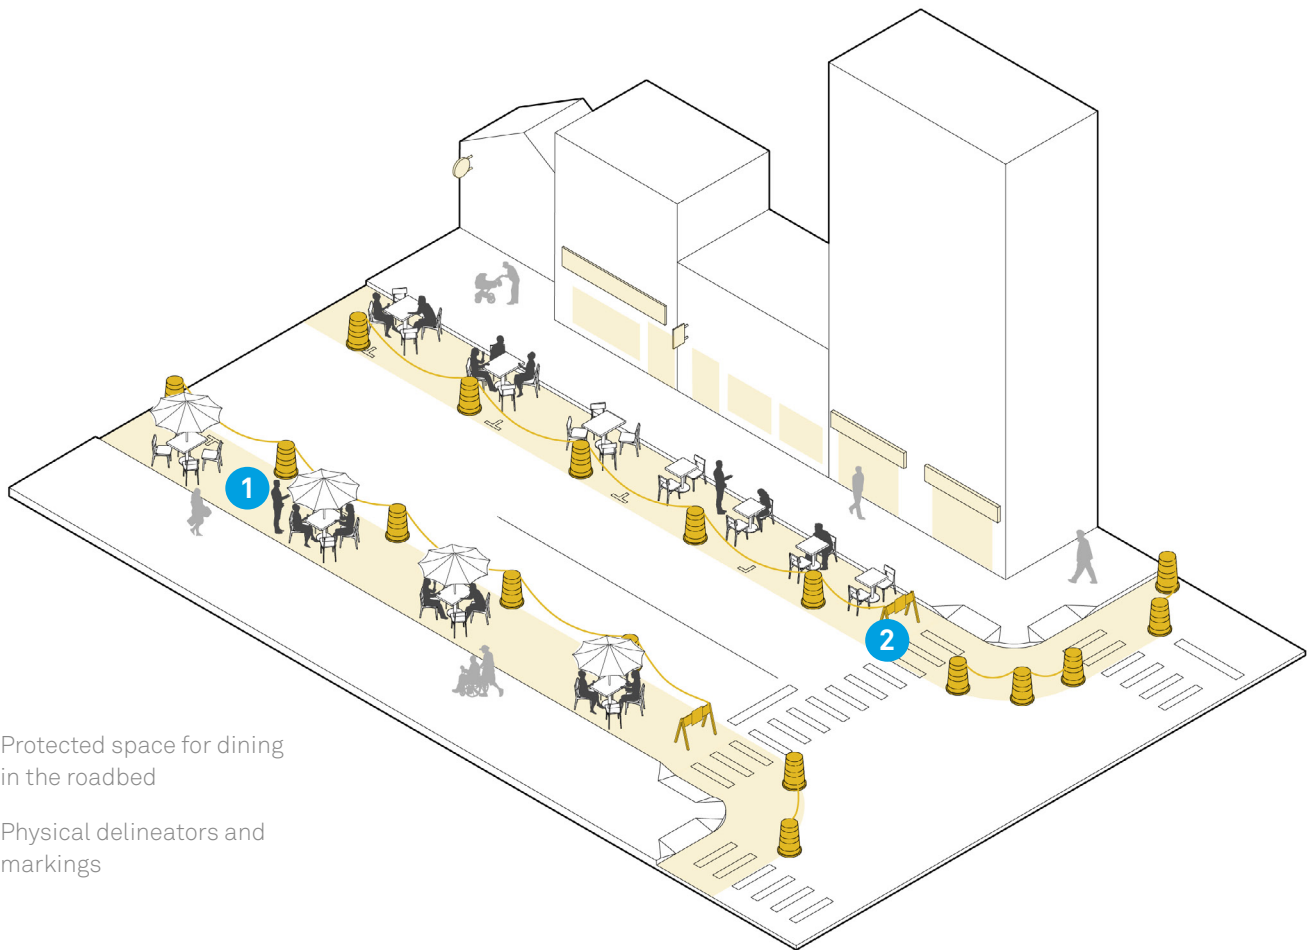 1
2
Protected space for dining
in the roadbed
Physical delineators and
markings